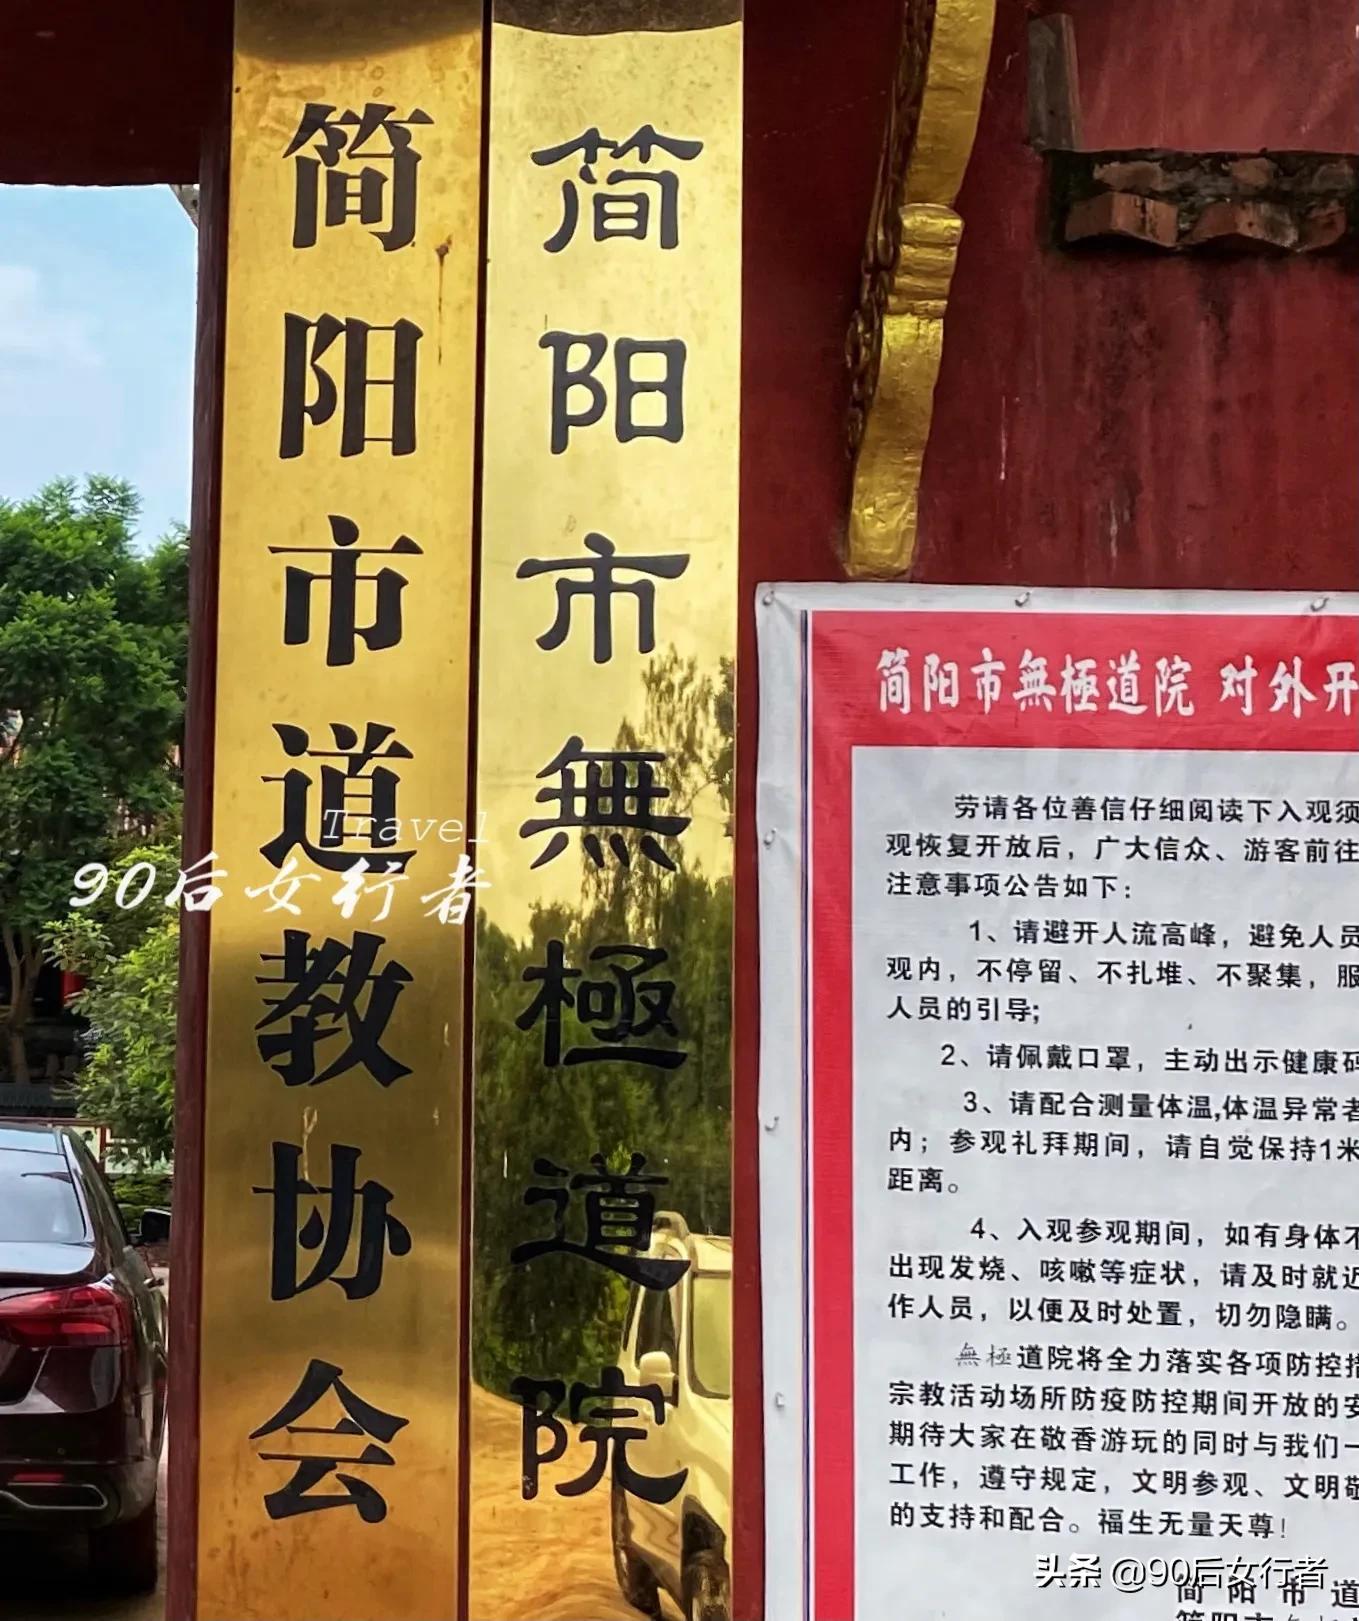 简阳市道教协会
简阳市無極道院
Travel
90后女行者
简阳市無極道院 对外开
劳请各位善信仔细阅读下入观须
观恢复开放后，广大信众、游客前往
注意事项公告如下：
1、请避开人流高峰，避免人员
观内，不停留、不扎堆、不聚集，服
人员的引导;
2、请佩戴口罩，主动出示健康码
3、请配合测量体温,体温异常者
内；参观礼拜期间，请自觉保持1米
距离。
4、入观参观期间，如有身体不
出现发烧、咳嗽等症状，请及时就近
作人员，以便及时处置，切勿隐瞒。
無極道院将全力落实各项防控措
宗教活动场所防疫防控期间开放的安
期待大家在敬香游玩的同时与我们一
工作，遵守规定，文明参观、文明敬
的支持和配合。福生无量天尊!
简阳市道
头条 @90后女行者